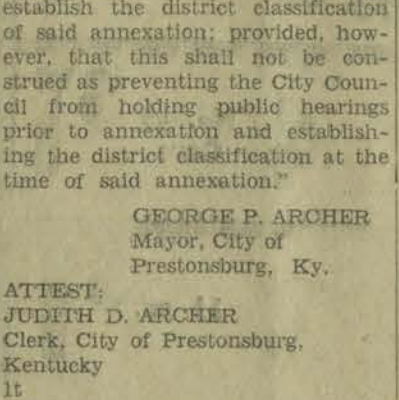 establish the district classification
of said annexation; provided, how-
ever, that this shall not be con-
strued as preventing the City Coun-
cil from holding public hearings
prior to annexation and establish-
ing the district classification at the
time of said annexation."
GEORGE P. ARCHER
Mayor, City of
Prestonsburg, Ky.
ATTEST:
JUDITH D. ARCHER
Clerk, City of Prestonsburg,
Kentucky
1t